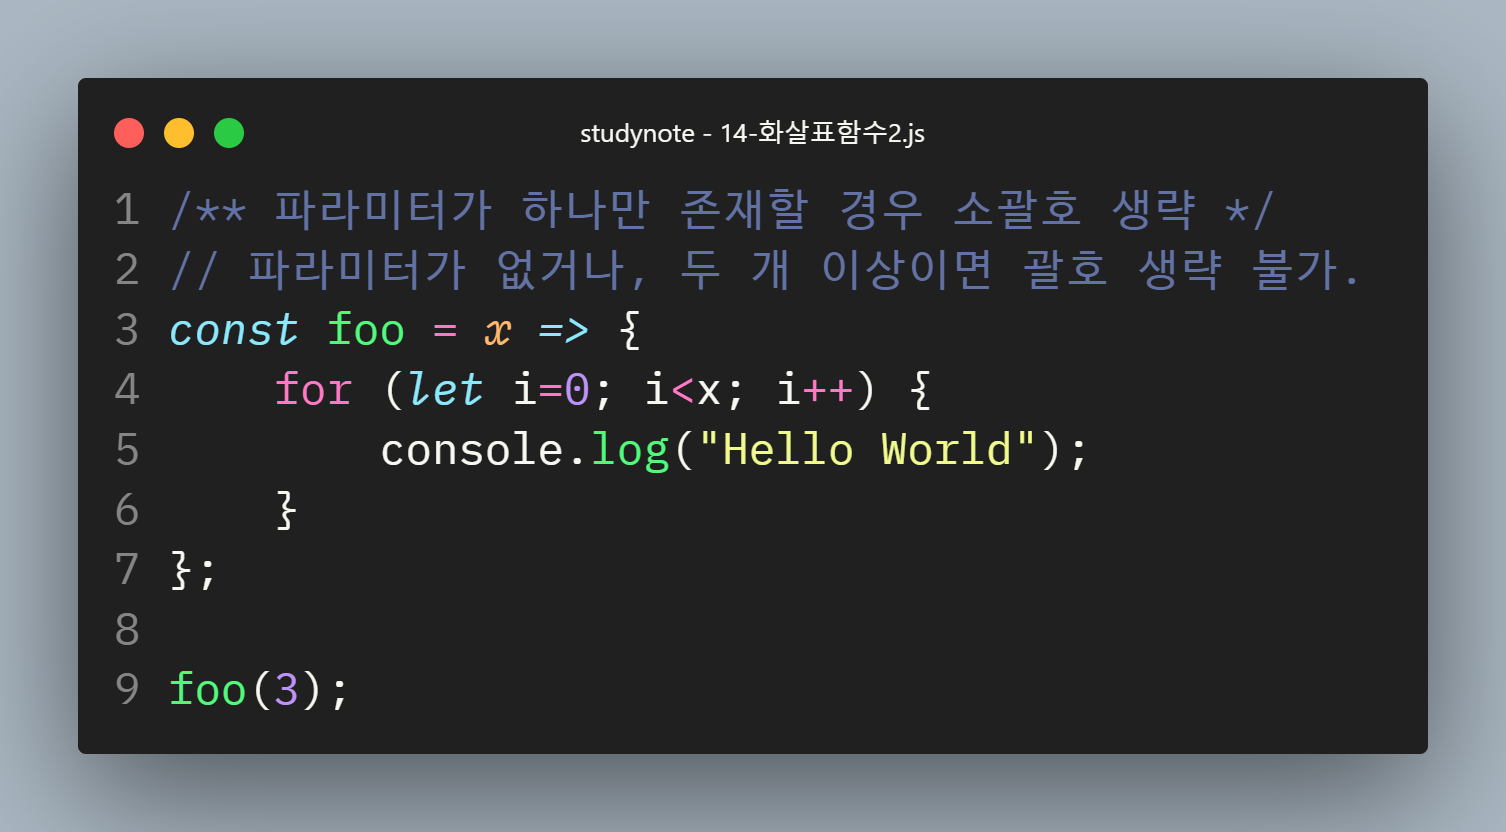 studynote - 14-화살표함수2.js
1 /** 파라미터가 하나만 존재할 경우 소괄호 생략 */
2 // 파라미터가 없거나, 두 개 이상이면 괄호 생략 불가.
3 const foo = x => {
4     for (let i=0; i<x; i++) {
5         console.log("Hello World");
6     }
7 };
8
9 foo(3);